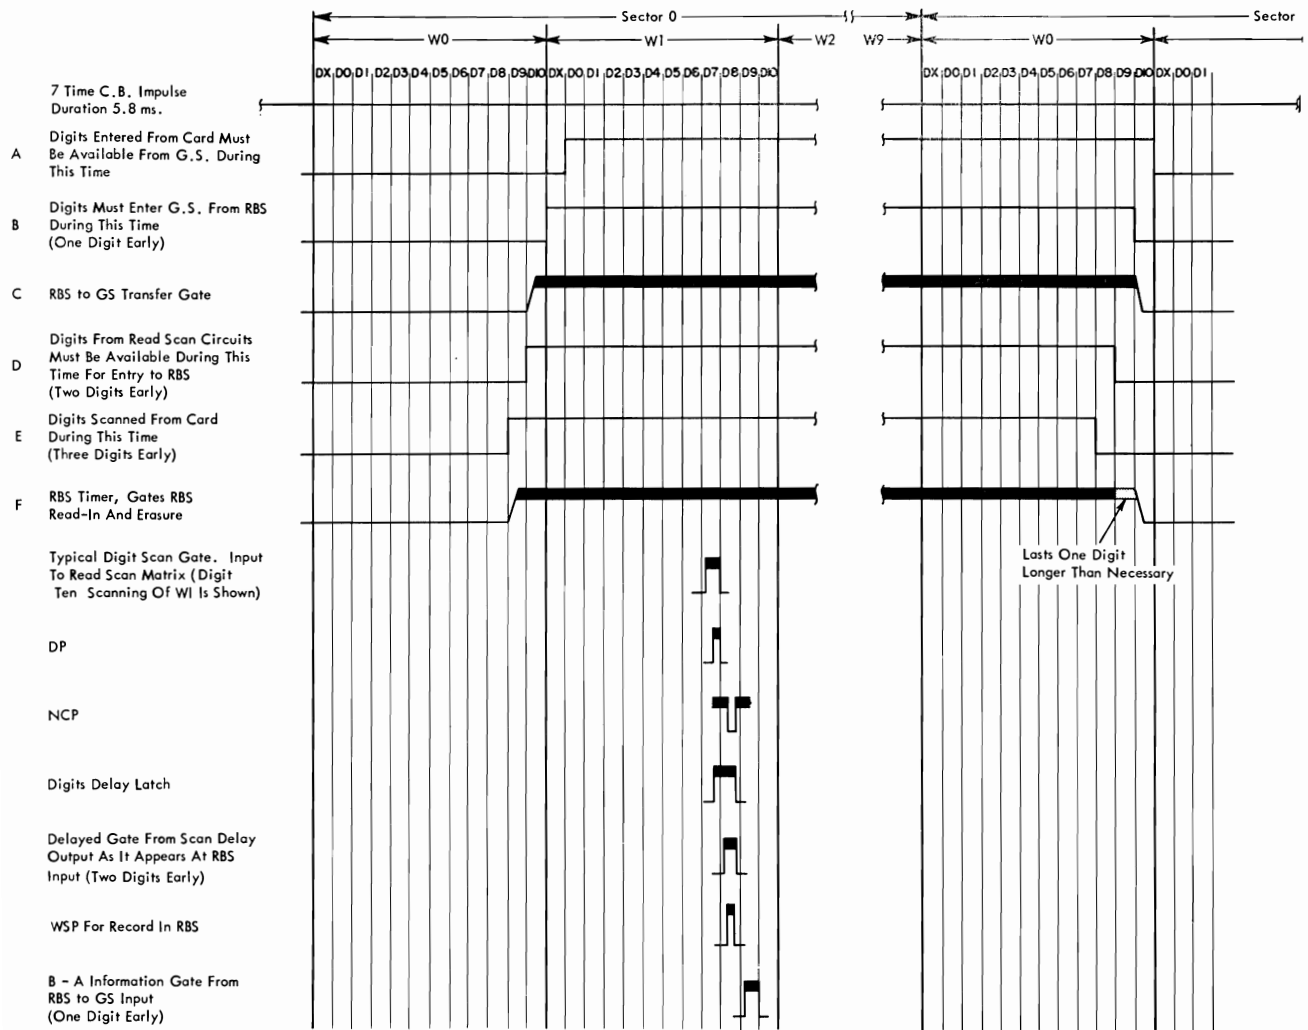 Sector 0
Sector
W0
W1
W2
W9
W0
DX D0 D1 D2 D3 D4 D5 D6 D7 D8 D9 D10 DX D0 D1 D2 D3 D4 D5 D6 D7 D8 D9 D10
DX D0 D1 D2 D3 D4 D5 D6 D7 D8 D9 D10 DX D0 D1
7 Time C.B. Impulse
Duration 5.8 ms.
A
Digits Entered From Card Must
Be Available From G.S. During
This Time
B
Digits Must Enter G.S. From RBS
During This Time
(One Digit Early)
C
RBS to GS Transfer Gate
D
Digits From Read Scan Circuits
Must Be Available During This
Time For Entry to RBS
(Two Digits Early)
E
Digits Scanned From Card
During This Time
(Three Digits Early)
F
RBS Timer, Gates RBS
Read-In And Erasure
Lasts One Digit
Longer Than Necessary
Typical Digit Scan Gate. Input
To Read Scan Matrix (Digit
Ten Scanning Of WI Is Shown)
DP
NCP
Digits Delay Latch
Delayed Gate From Scan Delay
Output As It Appears At RBS
Input (Two Digits Early)
WSP For Record In RBS
B - A Information Gate From
RBS to GS Input
(One Digit Early)